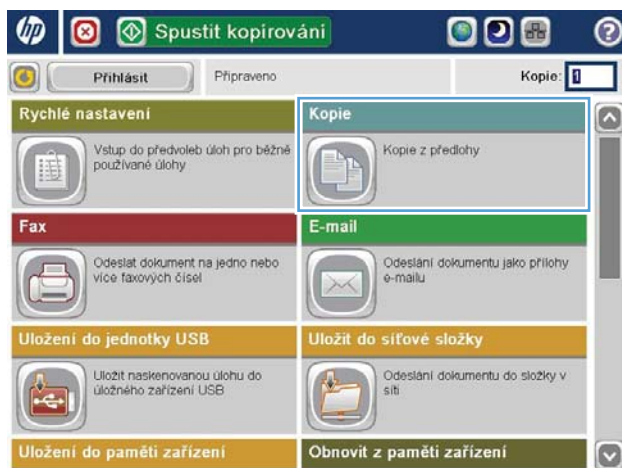 hp
Spustit kopírování
?
Přihlásit
Připraveno
Kopie: 1
Rychlé nastavení
Vstup do předvoleb úloh pro běžně
používané úlohy
Kopie
Kopie z předlohy
Fax
Odeslat dokument na jedno nebo
více faxových čísel
E-mail
Odeslání dokumentu jako přílohy
e-mailu
Uložení do jednotky USB
Uložit naskenovanou úlohu do
úložného zařízení USB
Uložit do síťové složky
Odeslání dokumentu do složky v
síti
Uložení do paměti zařízení
Obnovit z paměti zařízení